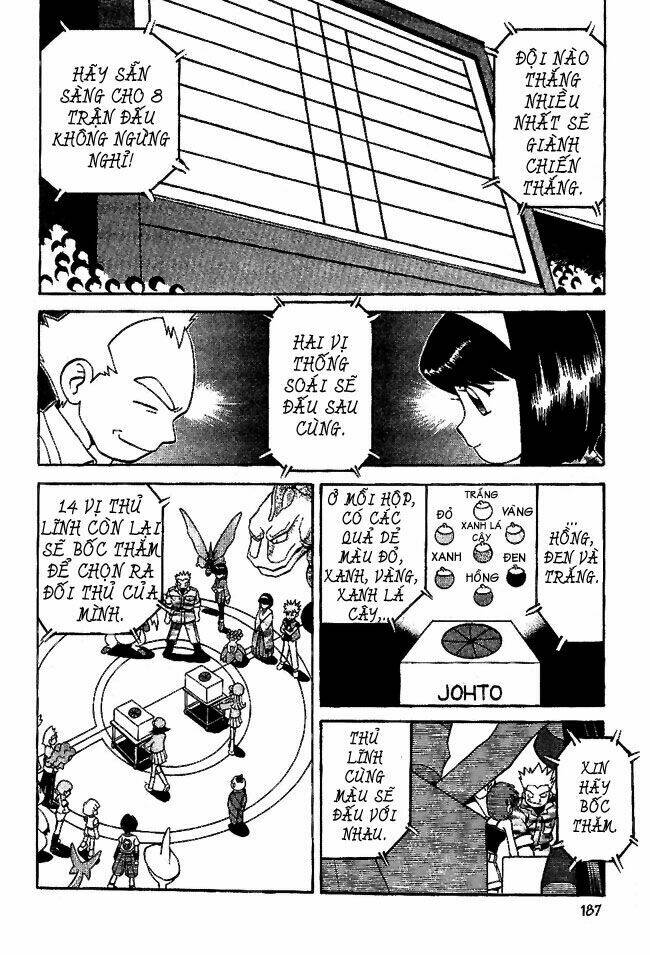 HÃY SẴN
SÀNG CHO 8
TRẬN ĐẤU
KHÔNG NGỪNG
NGHỈ!
ĐỘI NÀO
THẮNG
NHIỀU
NHẤT SẼ
GIÀNH
CHIẾN
THẮNG.
HAI VỊ
THỐNG
SOÁI SẼ
ĐẤU SAU
CÙNG.
14 VỊ THỦ
LĨNH CÒN LẠI
SẼ BỐC THĂM
ĐỂ CHỌN RA
ĐỐI THỦ CỦA
MÌNH.
Ở MỖI HỘP,
CÓ CÁC
QUẢ DẺ
MÀU ĐỎ,
XANH, VÀNG,
XANH LÁ
CÂY,..
TRẮNG
ĐỎ
VÀNG
XANH LÁ
CÂY
XANH
ĐEN
HỒNG
JOHTO
...
HỒNG,
ĐEN VÀ
TRẮNG.
THỦ
LĨNH
CÙNG
MÀU SẼ
ĐẤU VỚI
NHAU.
XIN
HÃY
BỐC
THĂM.
187